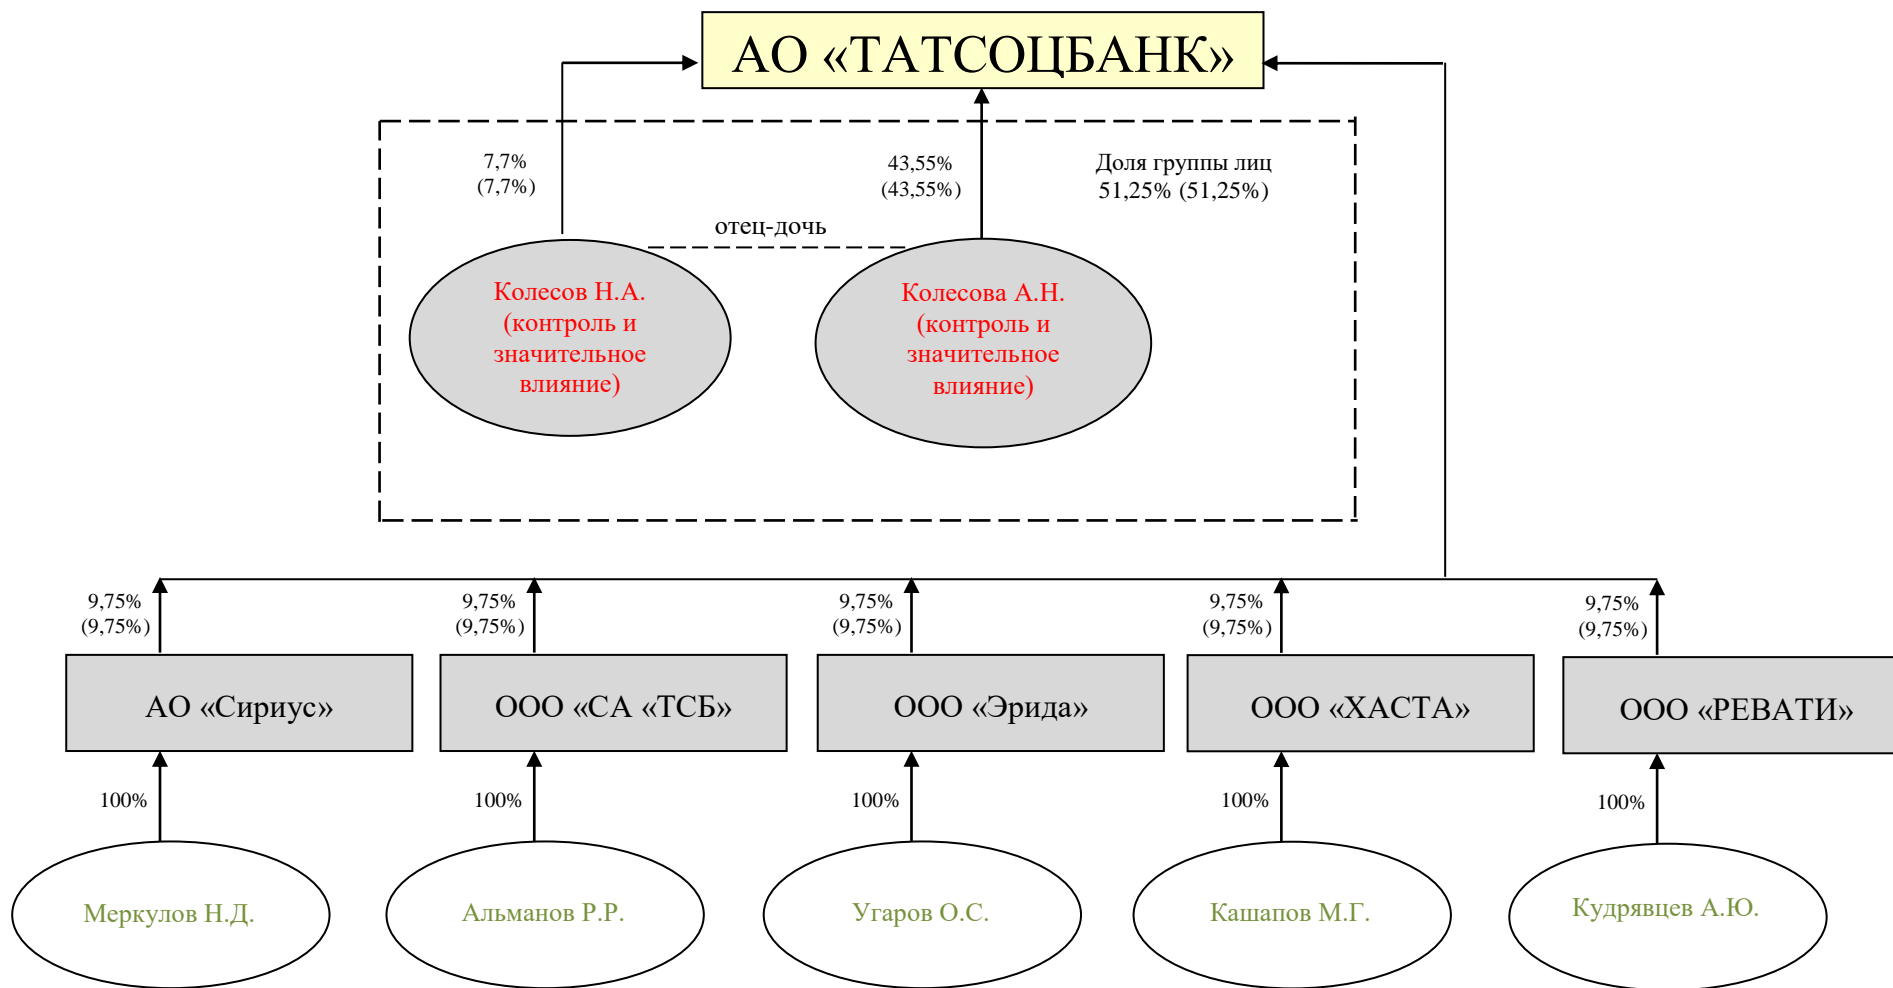 АО «ТАТСОЦБАНК»
7,7%
(7,7%)
43,55%
(43,55%)
Доля группы лиц
51,25% (51,25%)
отец-дочь
Колесов Н.А.
(контроль и
значительное
влияние)
Колесова А.Н.
(контроль и
значительное
влияние)
9,75%
(9,75%)
9,75%
(9,75%)
9,75%
(9,75%)
9,75%
(9,75%)
9,75%
(9,75%)
АО «Сириус»
ООО «СА «ТСБ»
ООО «Эрида»
ООО «ХАСТА»
ООО «РЕВАТИ»
100%
100%
100%
100%
100%
Меркулов Н.Д.
Альманов Р.Р.
Угаров О.С.
Кашапов М.Г.
Кудрявцев А.Ю.